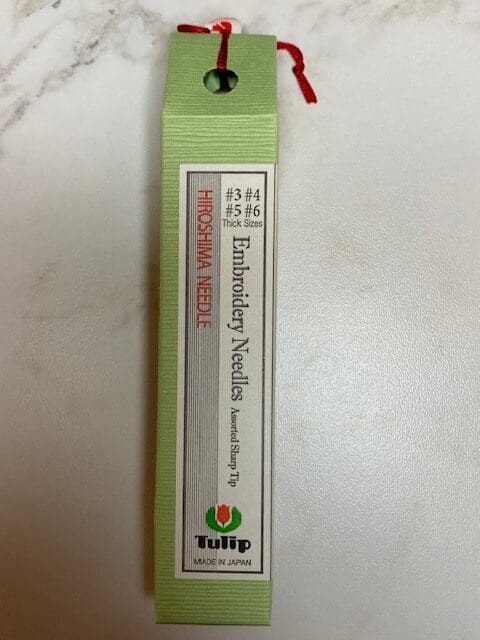 #3 #4
#5 #6
Thick Sizes
Embroidery Needles Assorted Sharp Tip
HIROSHIMA NEEDLE
Tulip
MADE IN JAPAN